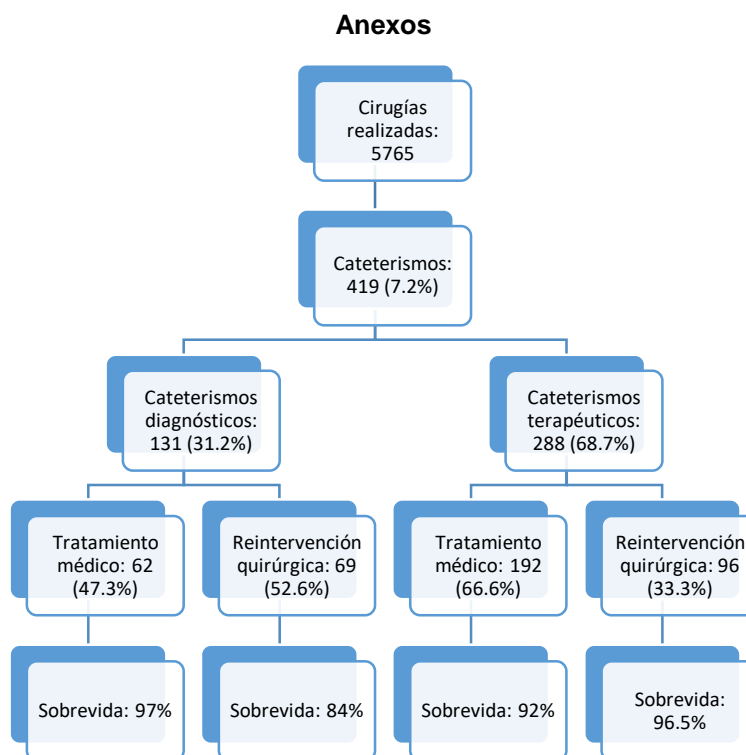 Anexos
Cirugías
realizadas:
5765
Cateterismos:
419 (7.2%)
Cateterismos
diagnósticos:
131 (31.2%)
Cateterismos
terapéuticos:
288 (68.7%)
Tratamiento
médico: 62
(47.3%)
Reintervención
quirúrgica: 69
(52.6%)
Tratamiento
médico: 192
(66.6%)
Reintervención
quirúrgica: 96
(33.3%)
Sobrevida: 97%
Sobrevida: 84%
Sobrevida: 92%
Sobrevida:
96.5%